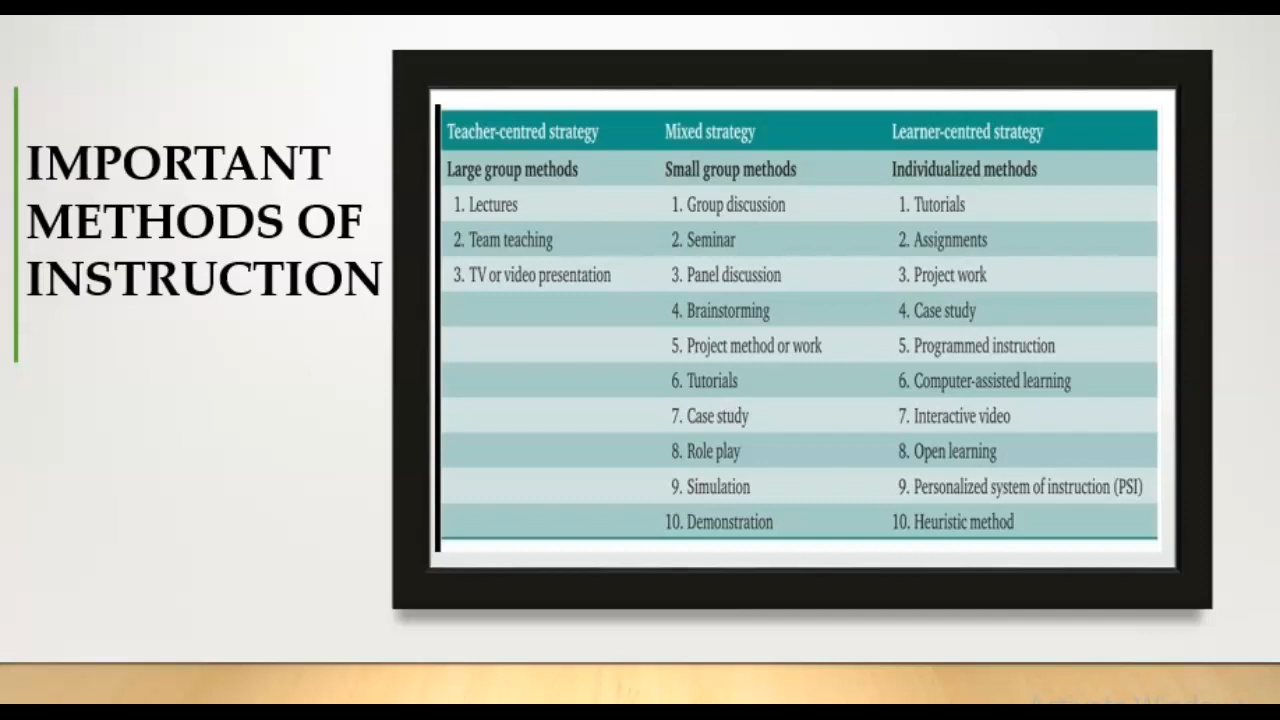 IMPORTANT
METHODS OF
INSTRUCTION
Teacher-centred strategy Mixed strategy Learner-centred strategy
Large group methods Small group methods Individualized methods
1. Lectures 1. Group discussion 1. Tutorials
2. Team teaching 2. Seminar 2. Assignments
3. TV or video presentation 3. Panel discussion 3. Project work
4. Brainstorming 4. Case study
5. Project method or work 5. Programmed instruction
6. Tutorials 6. Computer-assisted learning
7. Case study 7. Interactive video
8. Role play 8. Open learning
9. Simulation 9. Personalized system of instruction (PSI)
10. Demonstration 10. Heuristic method